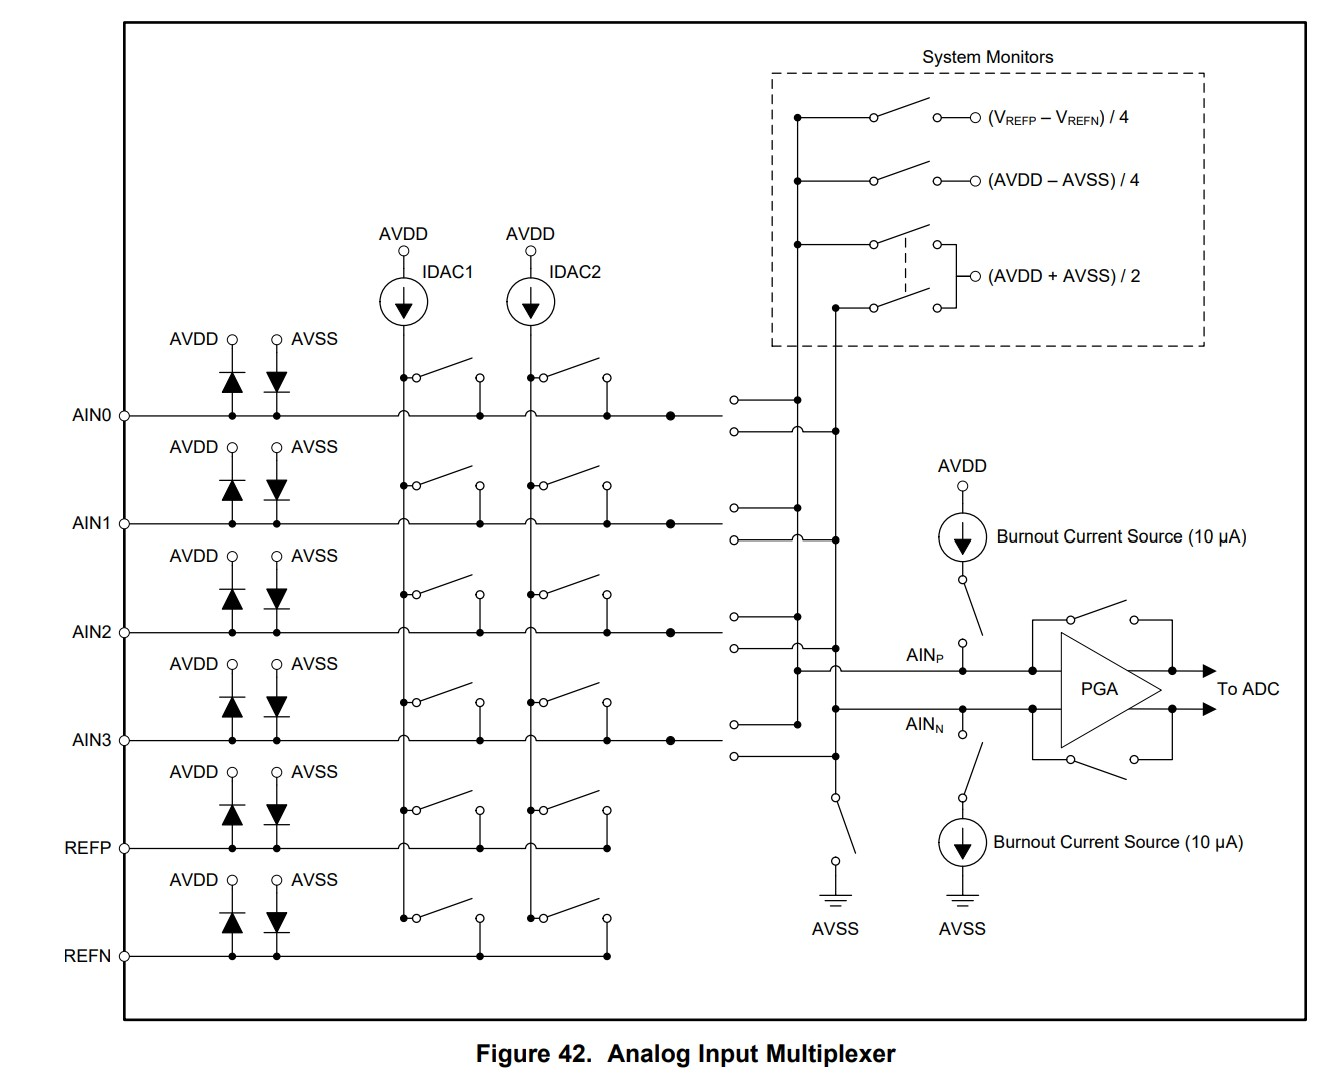 System Monitors
(VREFP – VREFN) / 4
(AVDD – AVSS) / 4
(AVDD + AVSS) / 2
AVDD AVDD
IDAC1 IDAC2
AVDD AVSS
AIN0
AVDD AVSS
AIN1
AVDD AVSS
AIN2
AVDD AVSS
AIN3
AVDD AVSS
REFP
AVDD AVSS
REFN
AVDD
Burnout Current Source (10 µA)
AINP
PGA
To ADC
AINN
Burnout Current Source (10 µA)
AVSS AVSS
Figure 42. Analog Input Multiplexer